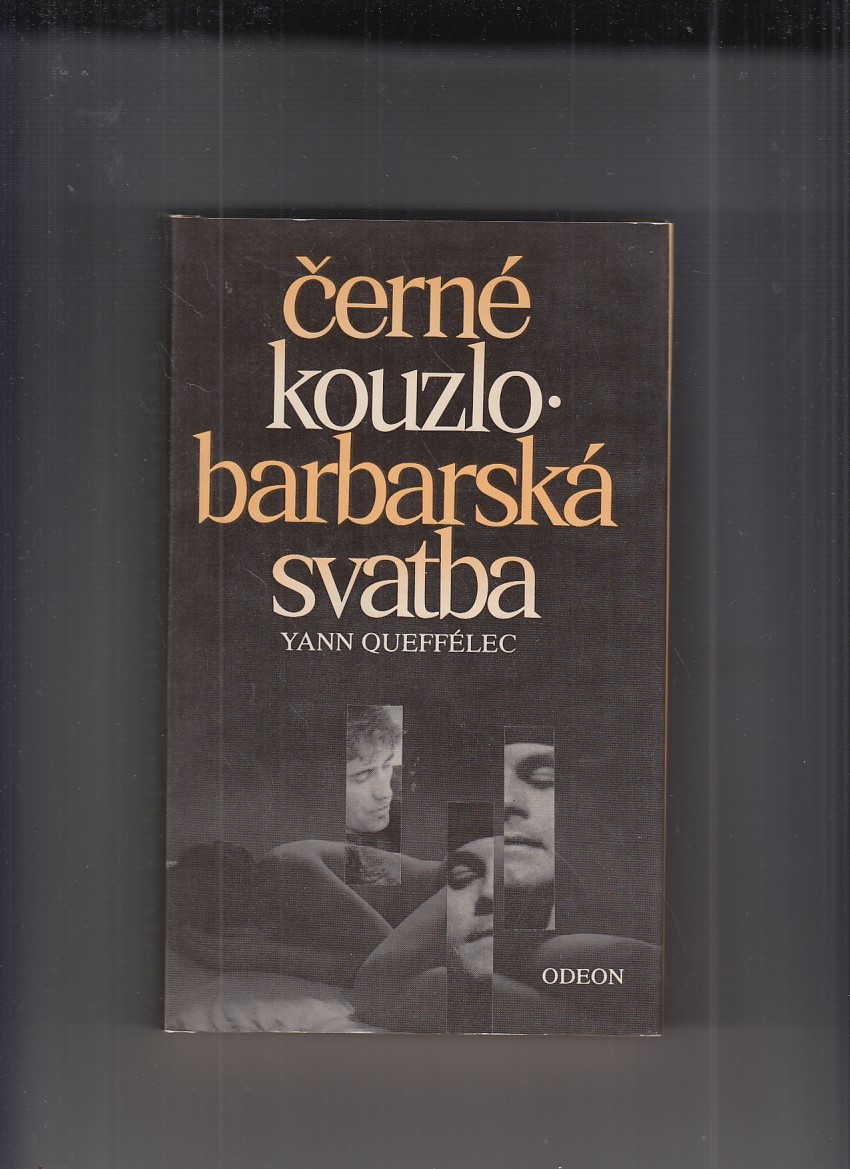 černé
kouzlo·
barbarská
svatba
YANN QUEFFÉLEC
ODEON